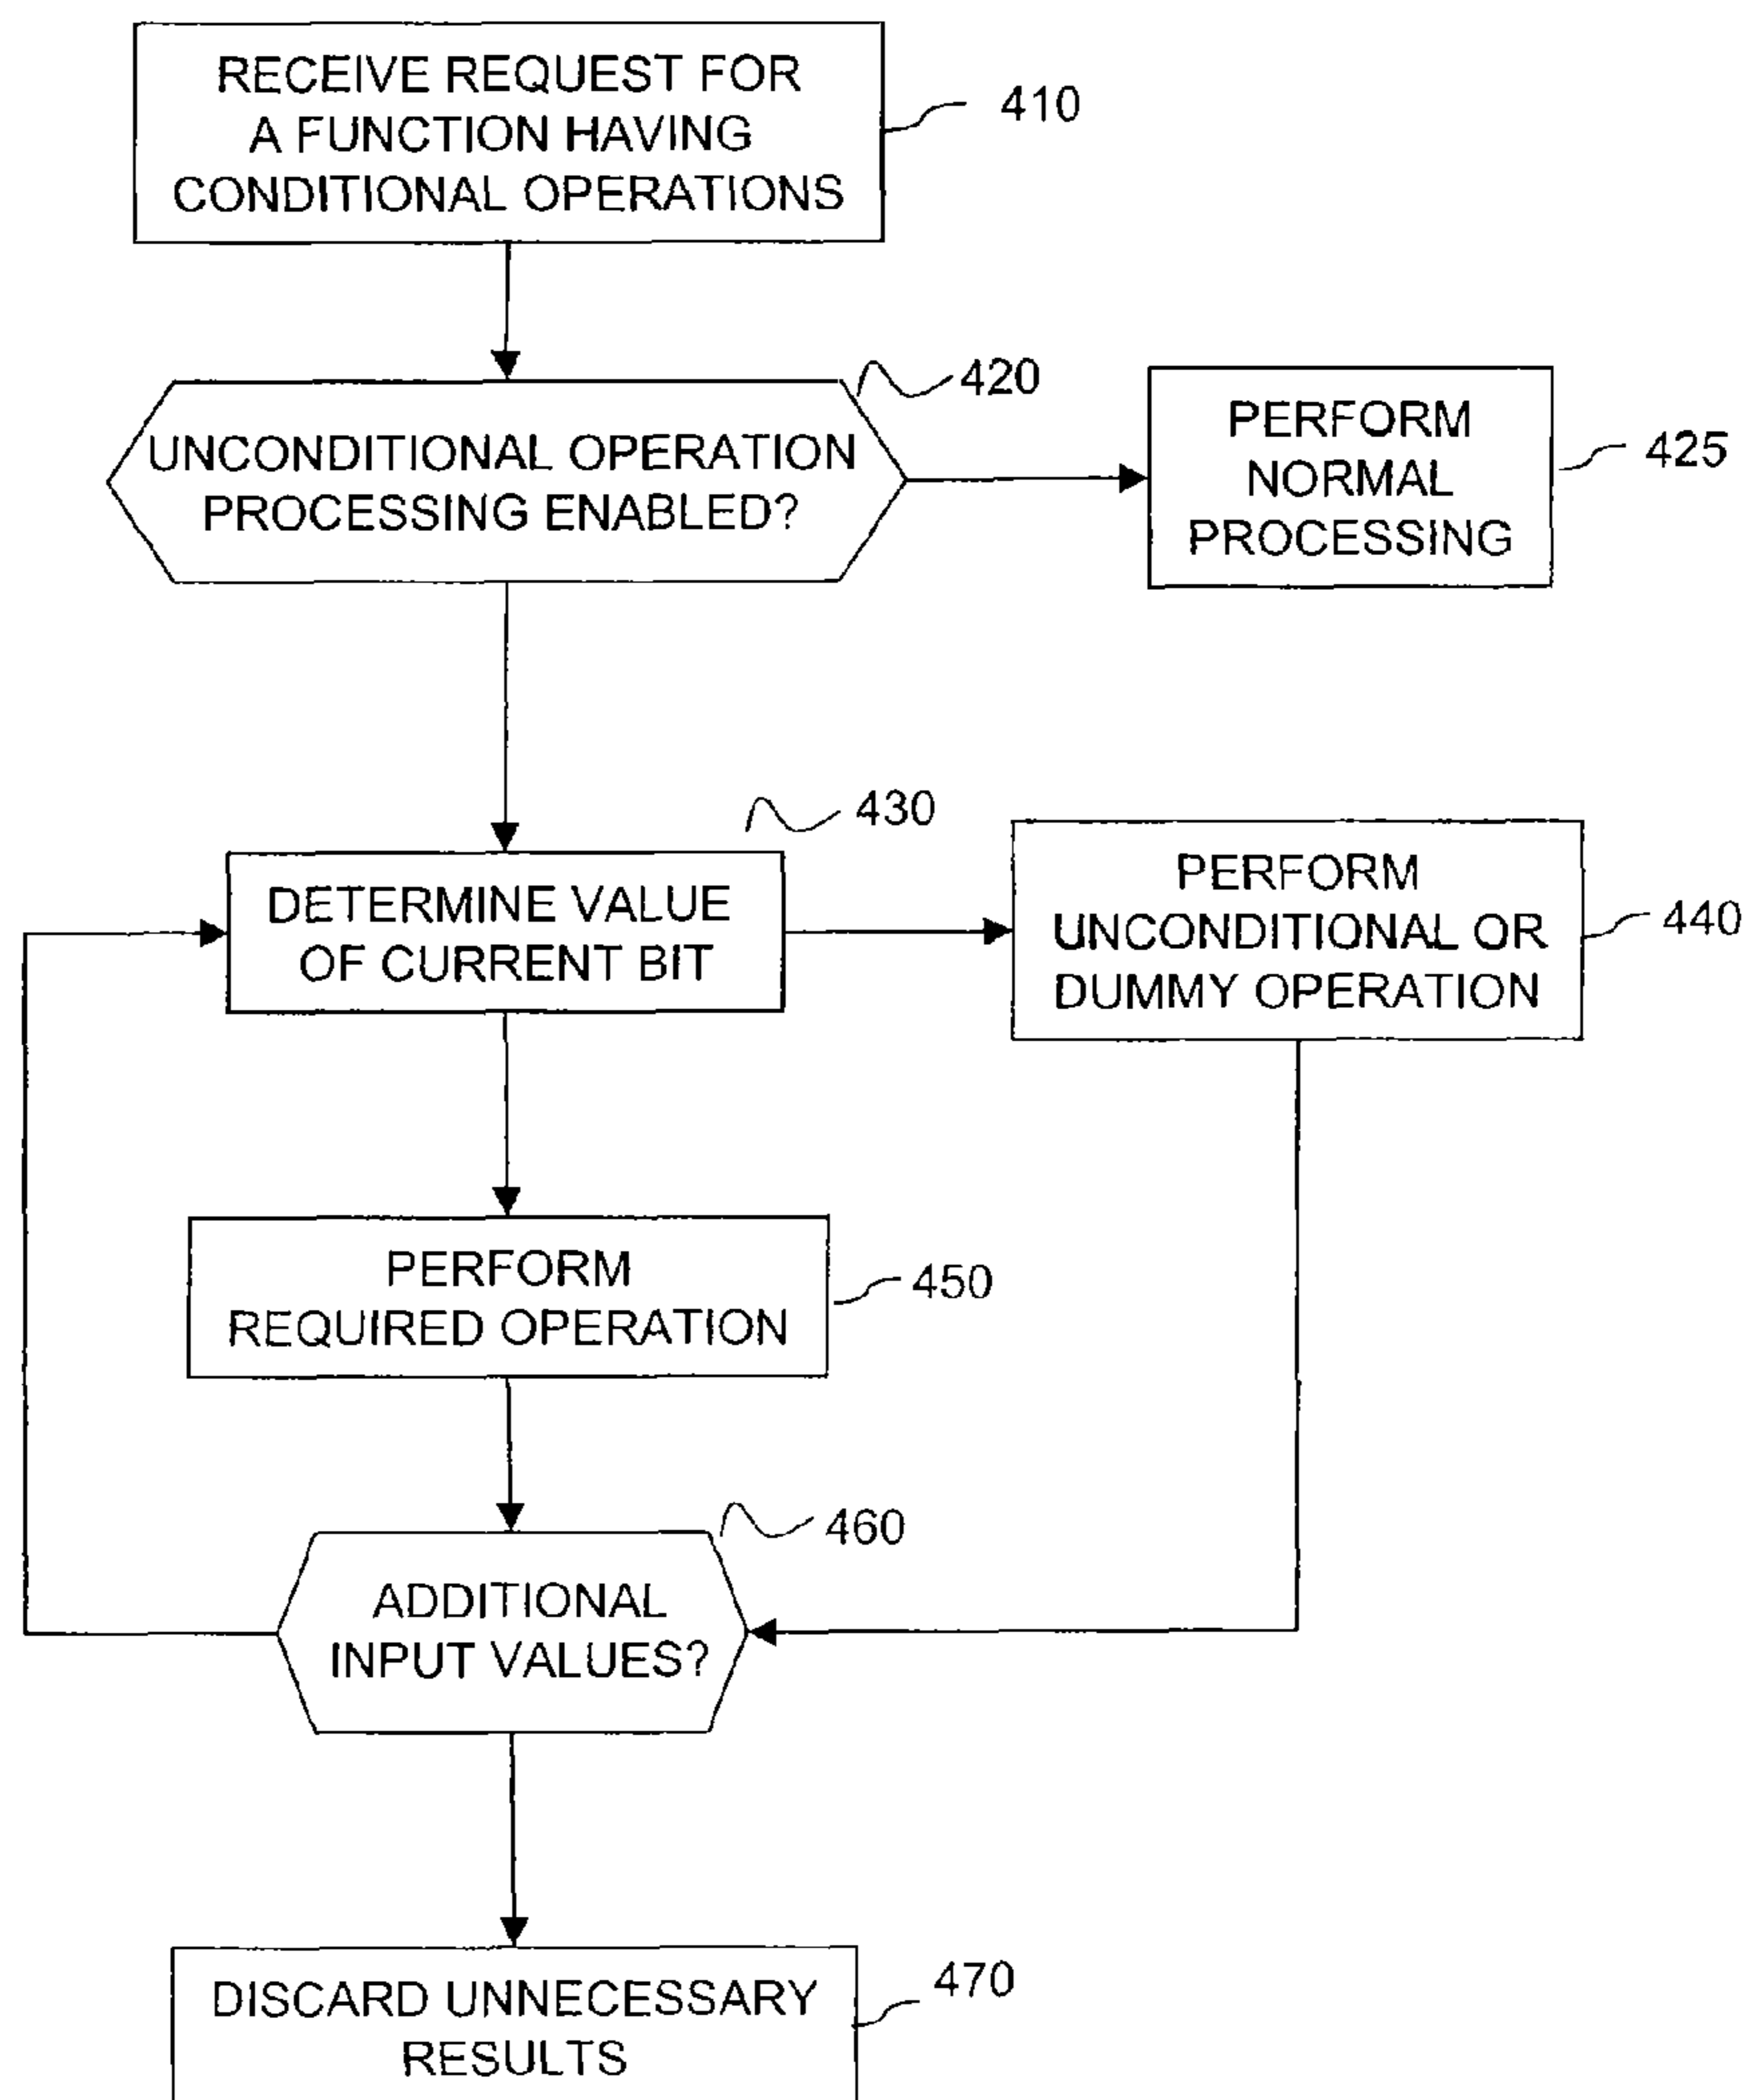 RECEIVE REQUEST FOR
A FUNCTION HAVING
CONDITIONAL OPERATIONS
410
UNCONDITIONAL OPERATION
PROCESSING ENABLED?
420
PERFORM
NORMAL
PROCESSING
425
DETERMINE VALUE
OF CURRENT BIT
430
PERFORM
UNCONDITIONAL OR
DUMMY OPERATION
440
PERFORM
REQUIRED OPERATION
450
ADDITIONAL
INPUT VALUES?
460
DISCARD UNNECESSARY
RESULTS
470